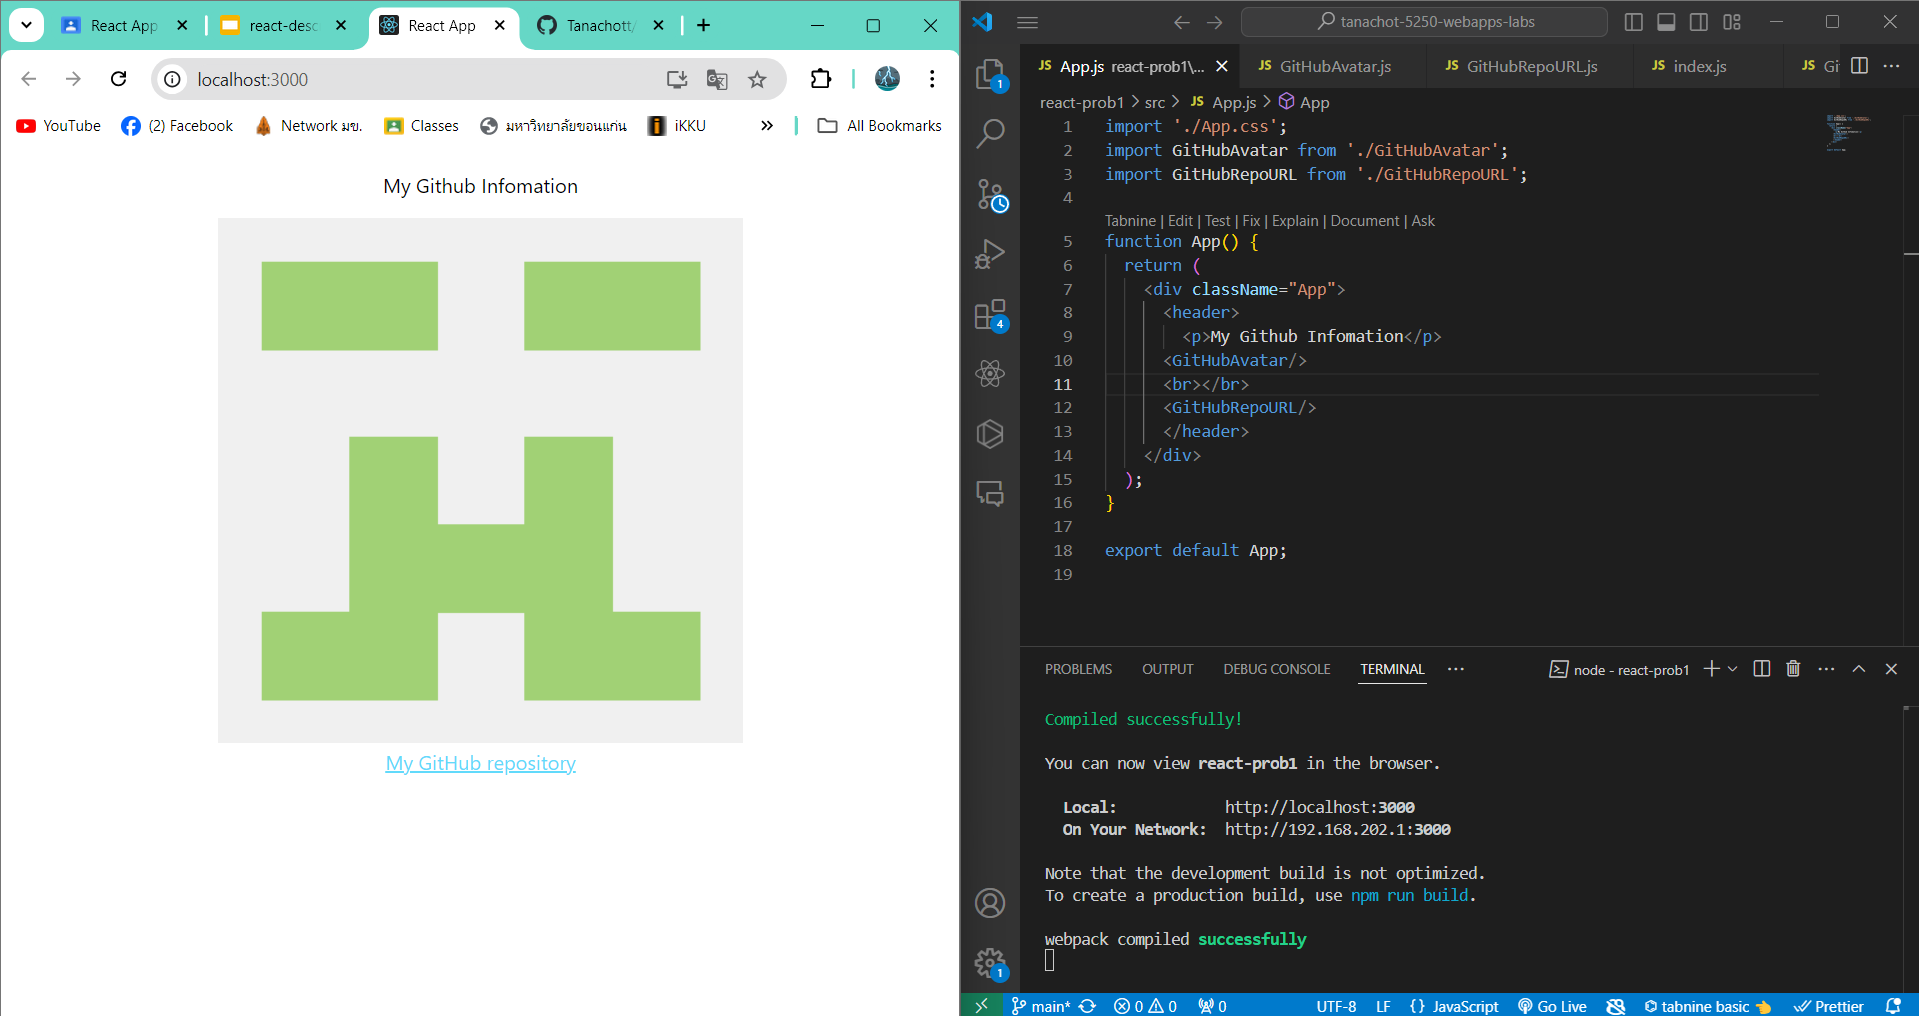 React App
react-desc
React App
Tanachott/
localhost:3000
YouTube
(2) Facebook
Network มข.
Classes
มหาวิทยาลัยขอนแก่น
iKKU
All Bookmarks
My Github Infomation
My GitHub repository
tanachot-5250-webapps-labs
JS App.js react-prob1\...
JS GitHubAvatar.js
JS GitHubRepoURL.js
JS index.js
JS Gi
react-prob1 > src > JS App.js > App
1 import './App.css';
2 import GitHubAvatar from './GitHubAvatar';
3 import GitHubRepoURL from './GitHubRepoURL';
4
Tabnine | Edit | Test | Fix | Explain | Document | Ask
5 function App() {
6 return (
7 <div className="App">
8 <header>
9 <p>My Github Infomation</p>
10 <GitHubAvatar/>
11 <br></br>
12 <GitHubRepoURL/>
13 </header>
14 </div>
15 );
16 }
17
18 export default App;
19
1
4
1
PROBLEMS OUTPUT DEBUG CONSOLE TERMINAL ... node - react-prob1
Compiled successfully!
You can now view react-prob1 in the browser.
Local: http://localhost:3000
On Your Network: http://192.168.202.1:3000
Note that the development build is not optimized.
To create a production build, use npm run build.
webpack compiled successfully
main* 0 0 0 UTF-8 LF {} JavaScript Go Live tabnine basic Prettier